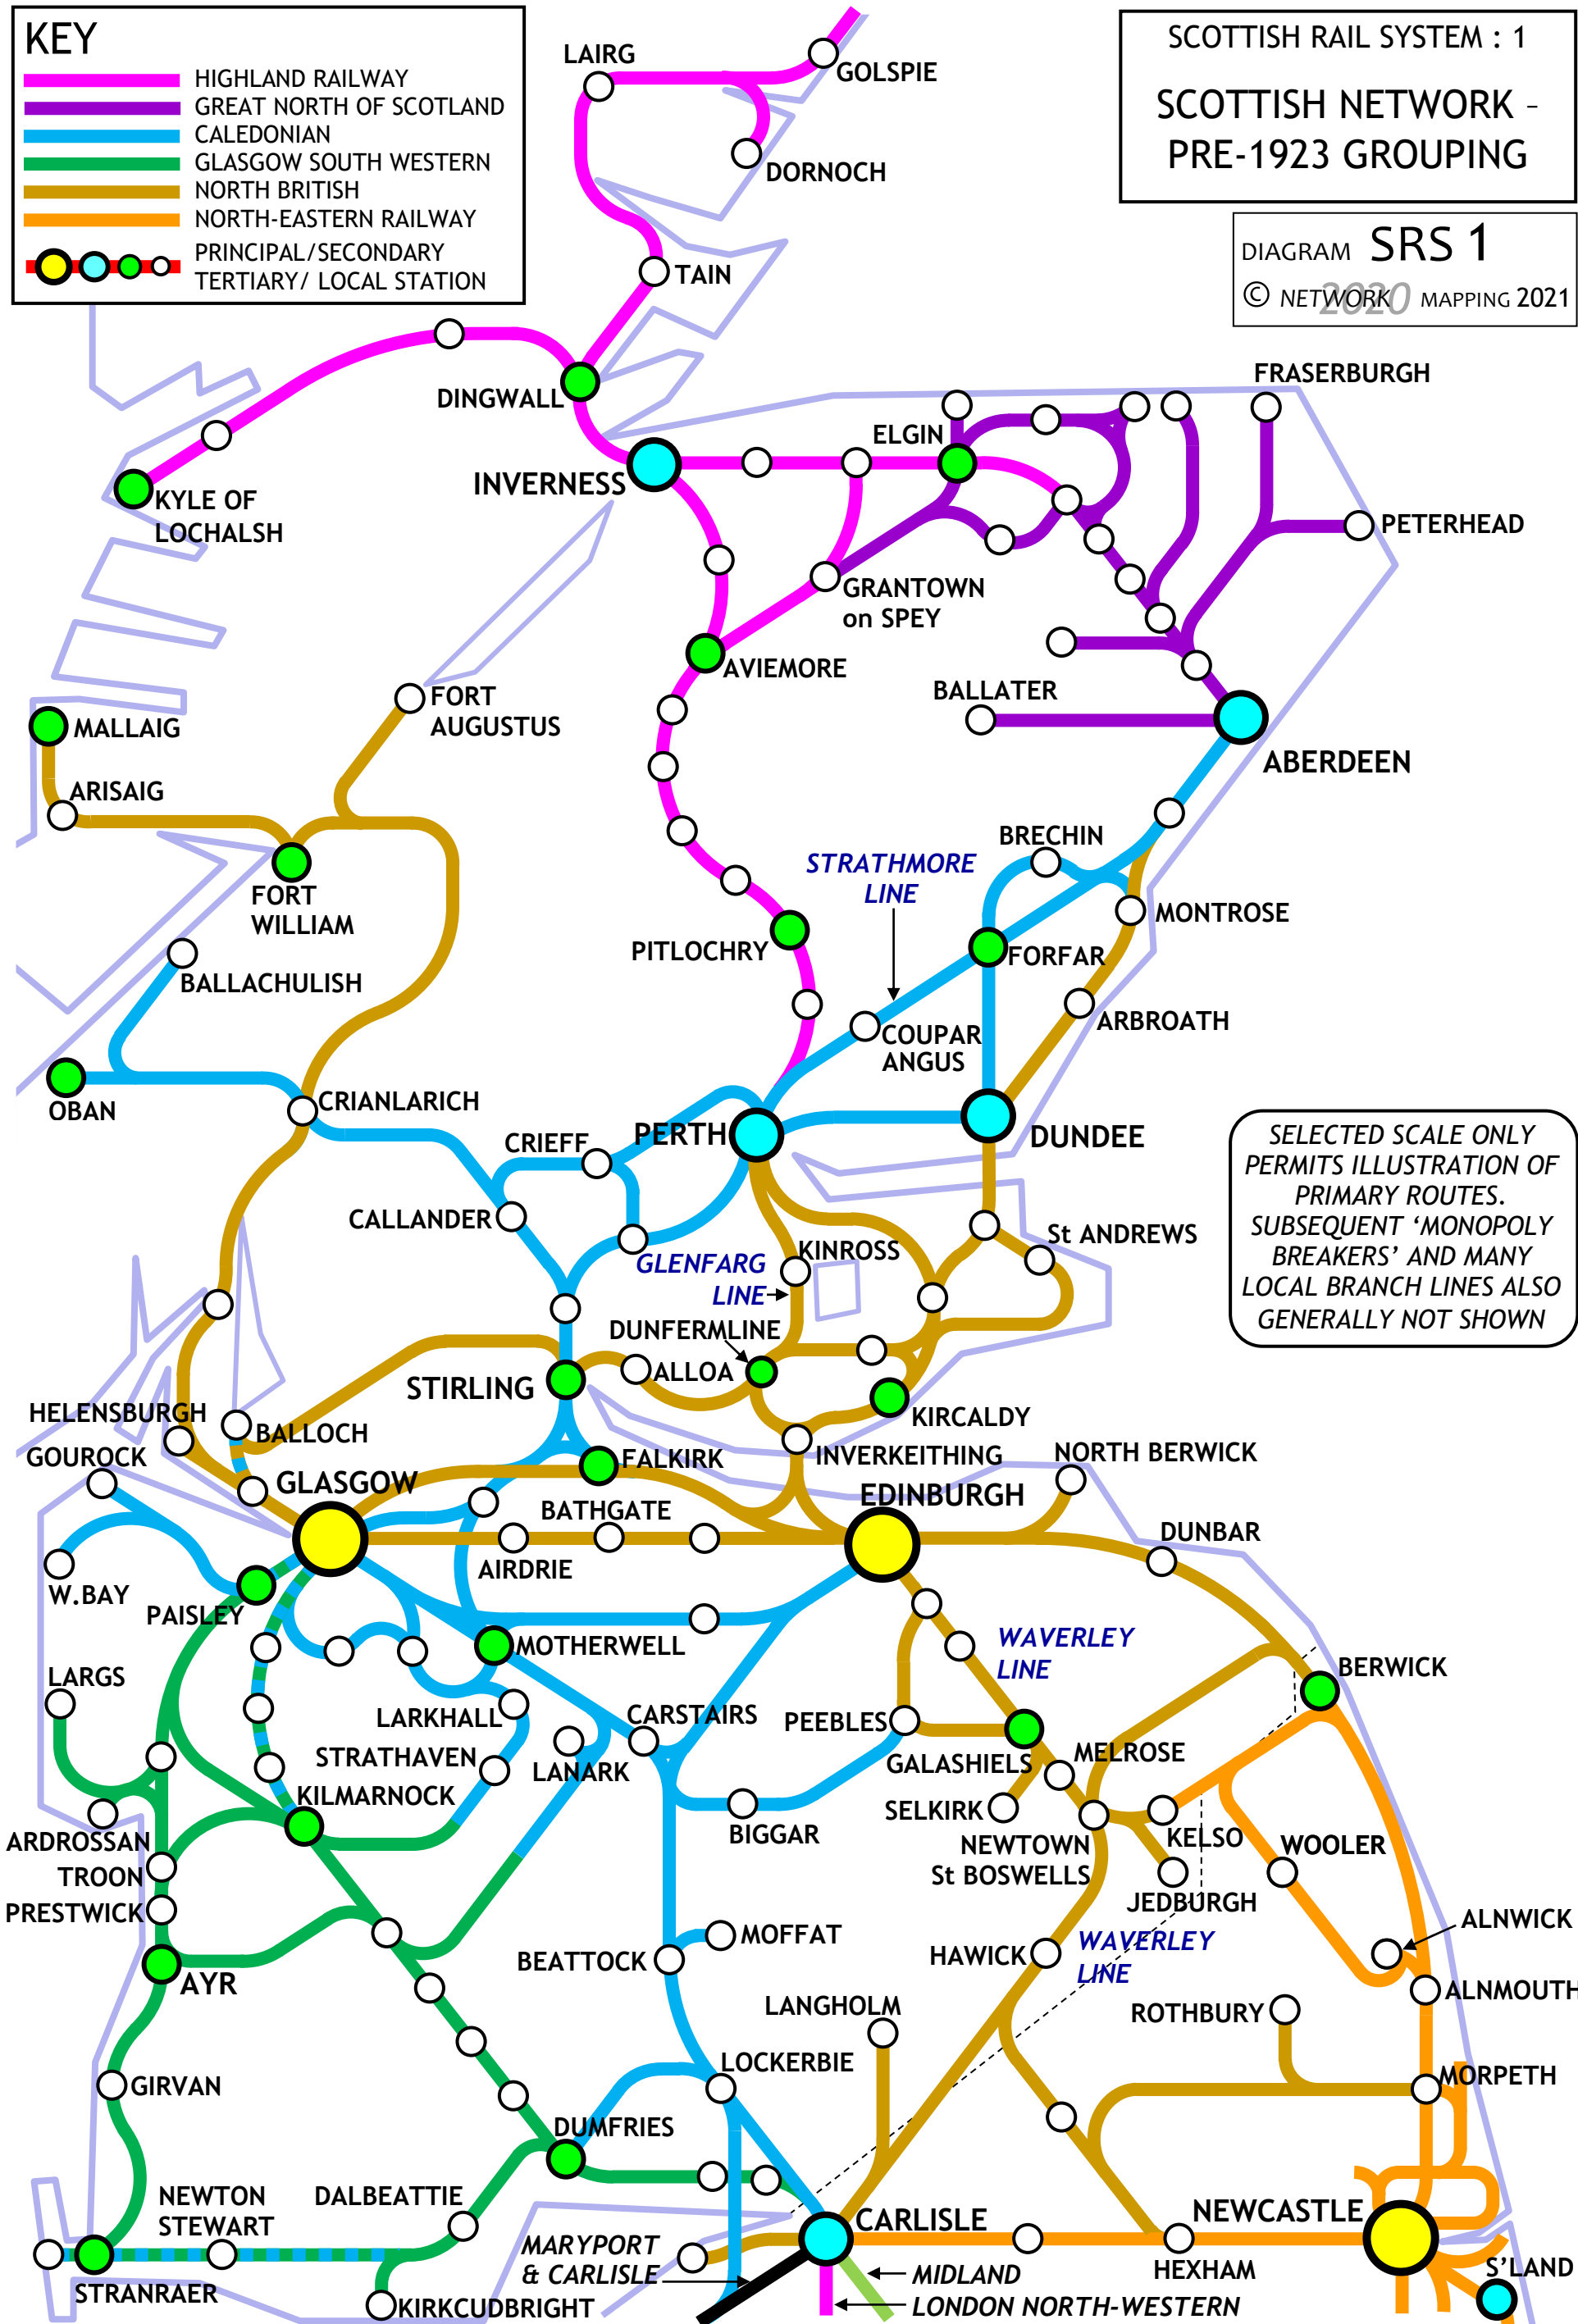 KEY
HIGHLAND RAILWAY
GREAT NORTH OF SCOTLAND
CALEDONIAN
GLASGOW SOUTH WESTERN
NORTH BRITISH
NORTH-EASTERN RAILWAY
PRINCIPAL/SECONDARY
TERTIARY/ LOCAL STATION
SCOTTISH RAIL SYSTEM : 1
SCOTTISH NETWORK –
PRE-1923 GROUPING
DIAGRAM SRS 1
© NETWORK 2020 MAPPING 2021
LAIRG
GOLSPIE
DORNOCH
TAIN
DINGWALL
KYLE OF
LOCHALSH
INVERNESS
ELGIN
FRASERBURGH
PETERHEAD
GRANTOWN
on SPEY
AVIEMORE
BALLATER
ABERDEEN
FORT
AUGUSTUS
MALLAIG
ARISAIG
FORT
WILLIAM
BALLACHULISH
BRECHIN
STRATHMORE
LINE
MONTROSE
PITLOCHRY
FORFAR
ARBROATH
COUPAR
ANGUS
OBAN
CRIANLARICH
CRIEFF
PERTH
DUNDEE
SELECTED SCALE ONLY
PERMITS ILLUSTRATION OF
PRIMARY ROUTES.
SUBSEQUENT ‘MONOPOLY
BREAKERS’ AND MANY
LOCAL BRANCH LINES ALSO
GENERALLY NOT SHOWN
CALLANDER
St ANDREWS
KINROSS
GLENFARG
LINE
DUNFERMLINE
ALLOA
STIRLING
KIRCALDY
HELENSBURGH
BALLOCH
GOUROCK
GLASGOW
FALKIRK
INVERKEITHING
NORTH BERWICK
EDINBURGH
BATHGATE
AIRDRIE
DUNBAR
W.BAY
PAISLEY
MOTHERWELL
WAVERLEY
LINE
BERWICK
LARGS
LARKHALL
CARSTAIRS
PEEBLES
STRATHAVEN
LANARK
GALASHIELS
MELROSE
KILMARNOCK
SELKIRK
BIGGAR
ARDROSSAN
TROON
PRESTWICK
NEWTOWN
St BOSWELLS
KELSO
WOOLER
JEDBURGH
ALNWICK
MOFFAT
BEATTOCK
HAWICK
WAVERLEY
LINE
AYR
ALNMOUTH
LANGHOLM
ROTHBURY
LOCKERBIE
GIRVAN
MORPETH
DUMFRIES
NEWTON
STEWART
DALBEATTIE
CARLISLE
NEWCASTLE
MARYPORT
& CARLISLE
HEXHAM
S'LAND
STRANRAER
KIRKCUDBRIGHT
MIDLAND
LONDON NORTH-WESTERN